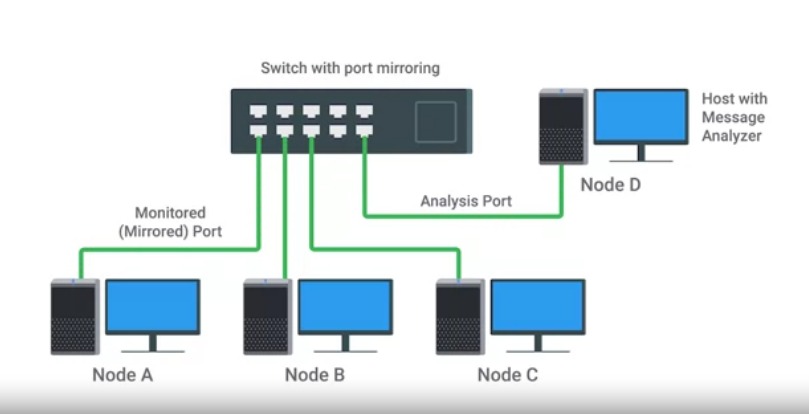 Switch with port mirroring
Host with
Message
Analyzer
Node D
Analysis Port
Monitored
(Mirrored) Port
Node A
Node B
Node C